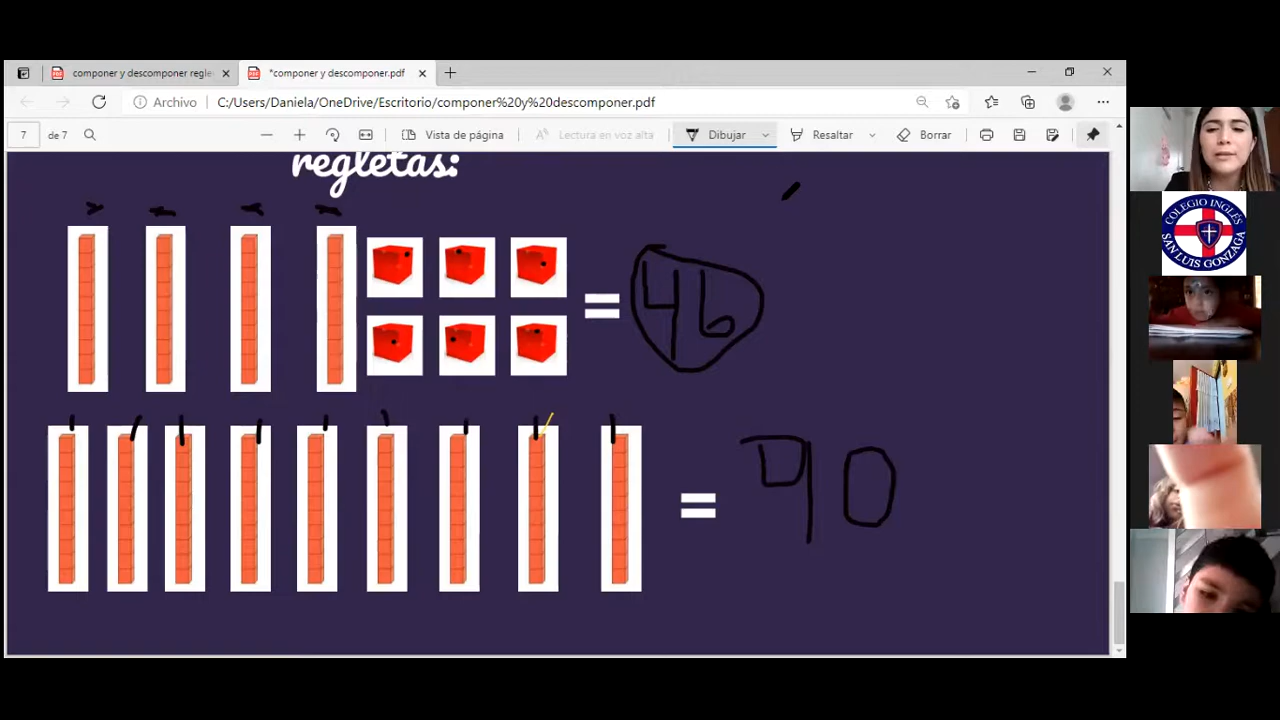 componer y descomponer regle
*componer y descomponer.pdf
Archivo
C:/Users/Daniela/OneDrive/Escritorio/componer%20y%20descomponer.pdf
7 de 7
Vista de página
Lectura en voz alta
Dibujar
Resaltar
Borrar
regletas:
= 46
= 90
COLEGIO INGLÉS
SAN LUIS GONZAGA